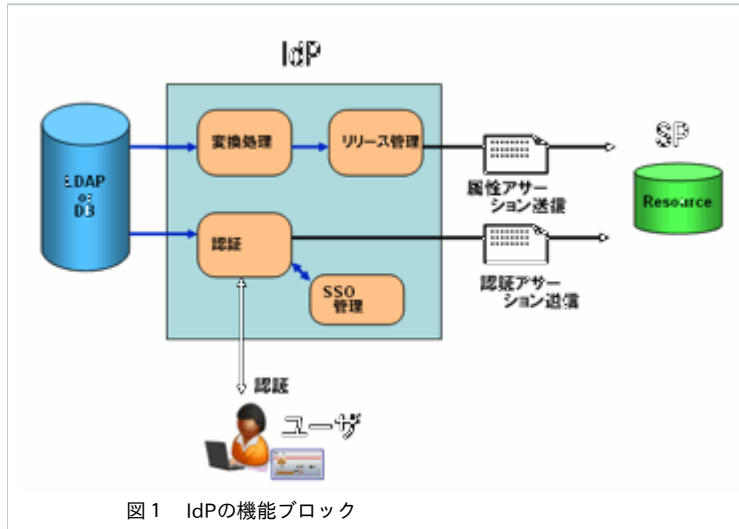 IdP
LDAP
or
DB
変換処理
リリース管理
属性アサー
ション送信
SP
Resource
認証
SSO
管理
認証アサー
ション送信
認証
ユーザ
図1 IdPの機能ブロック